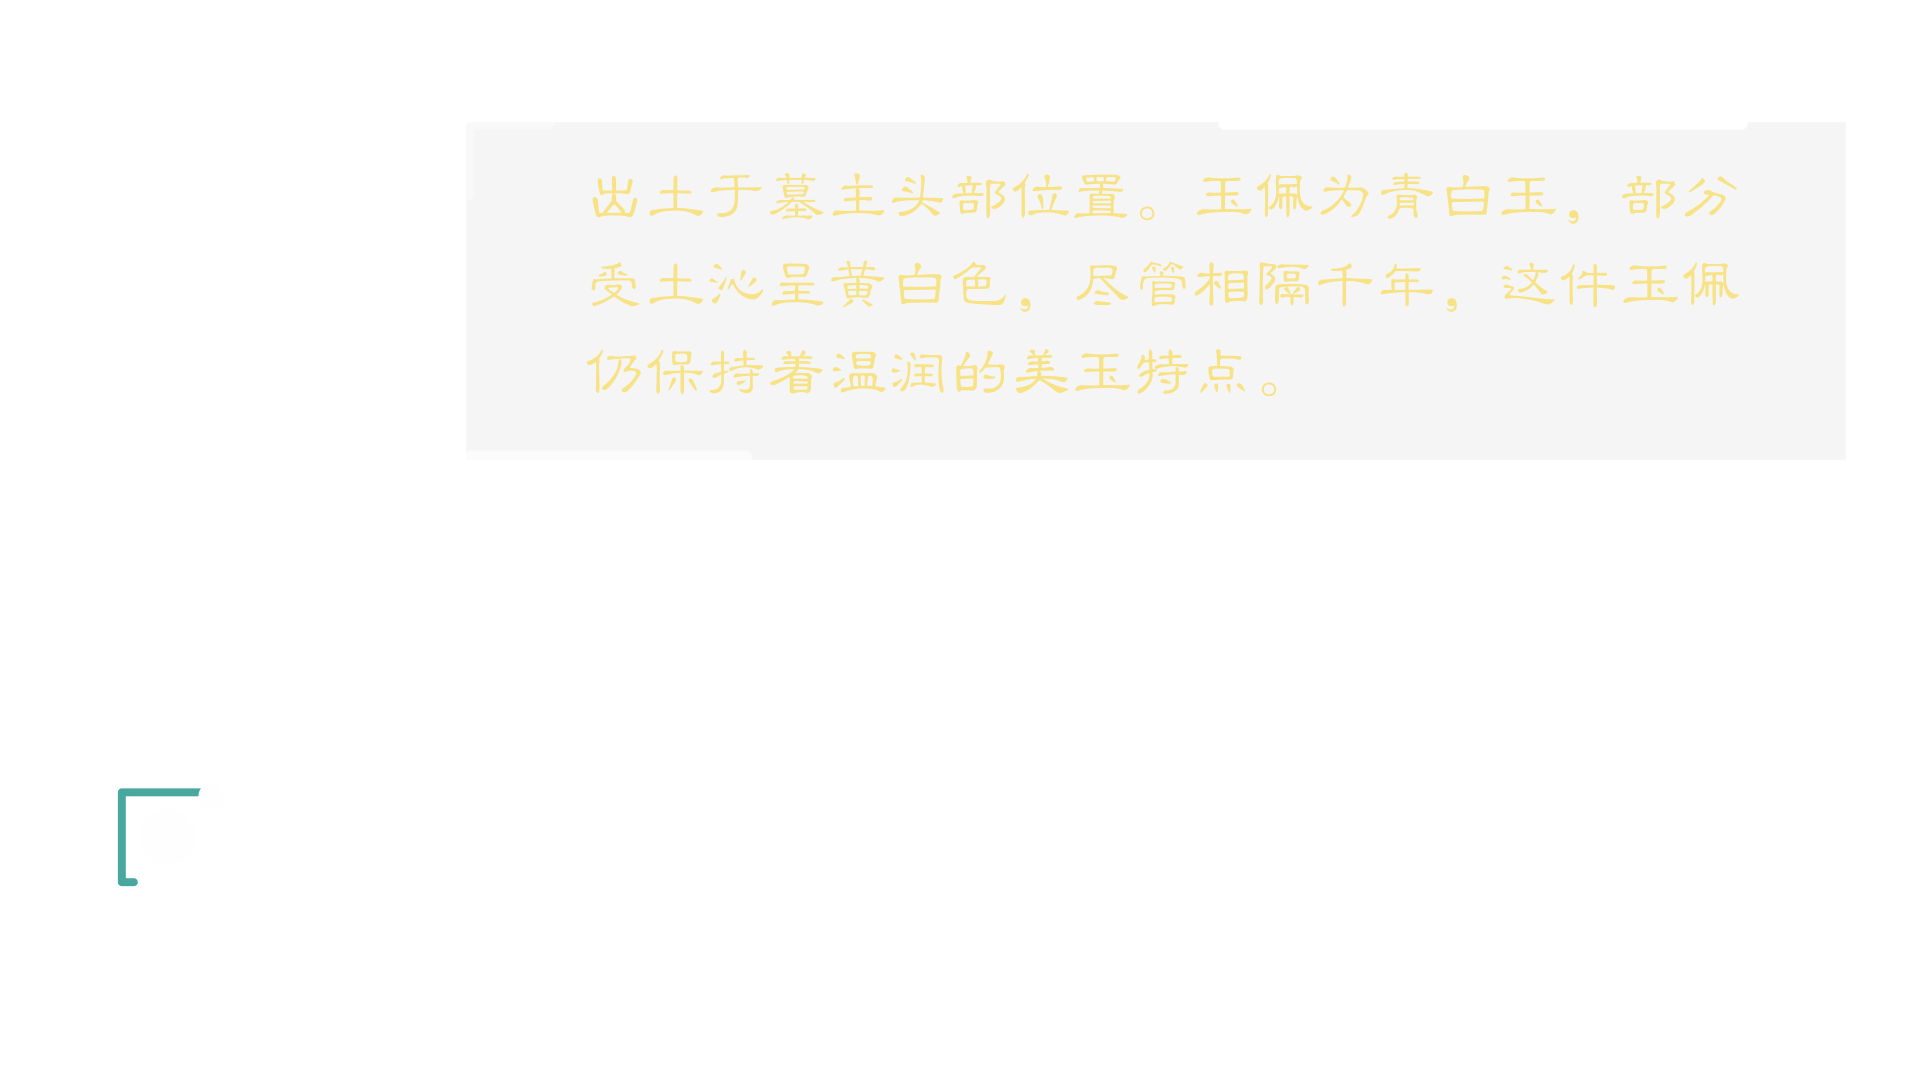 出土于墓主头部位置。玉佩为青白玉，部分
受土沁呈黄白色，尽管相隔千年，这件玉佩
仍保持着温润的美玉特点。